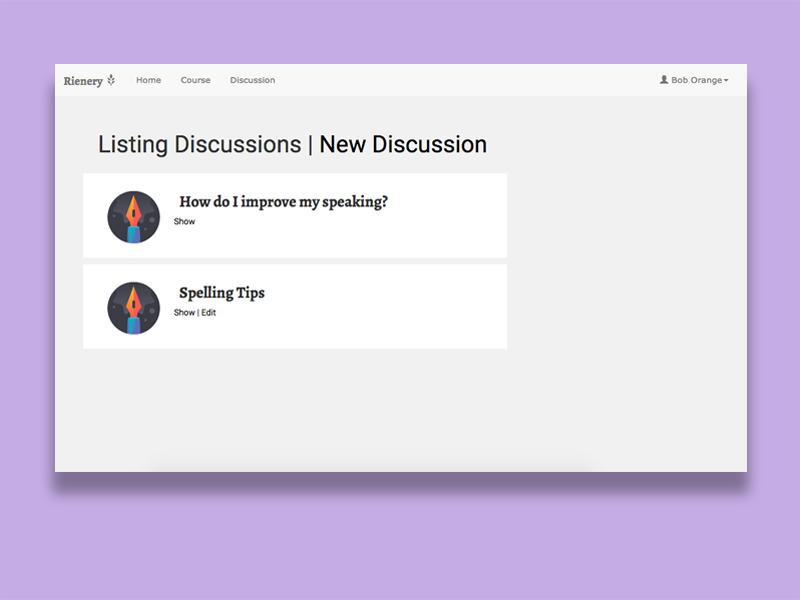 Rienery Home Course Discussion Bob Orange
Listing Discussions | New Discussion
How do I improve my speaking?
Show
Spelling Tips
Show | Edit